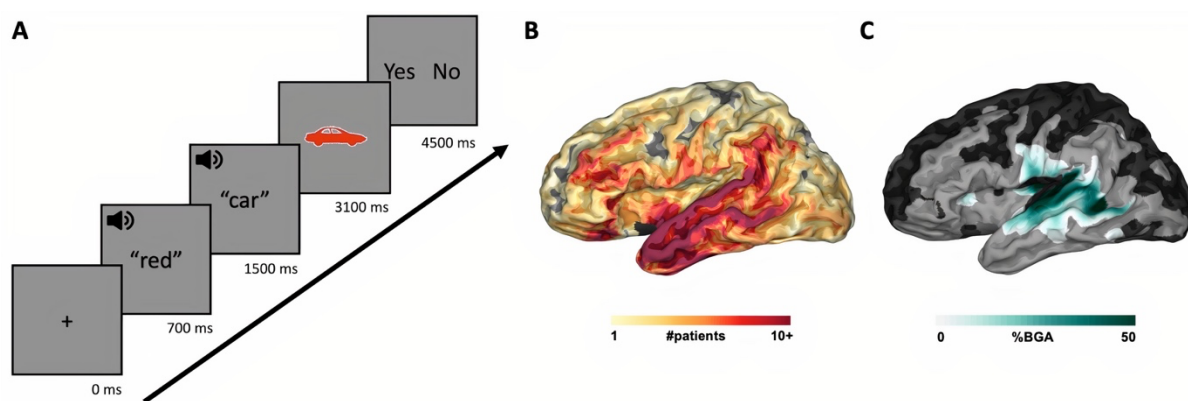 A
+
0 ms
“red”
700 ms
“car”
1500 ms
3100 ms
Yes No
4500 ms
B
1 #patients 10+
C
0 %BGA 50